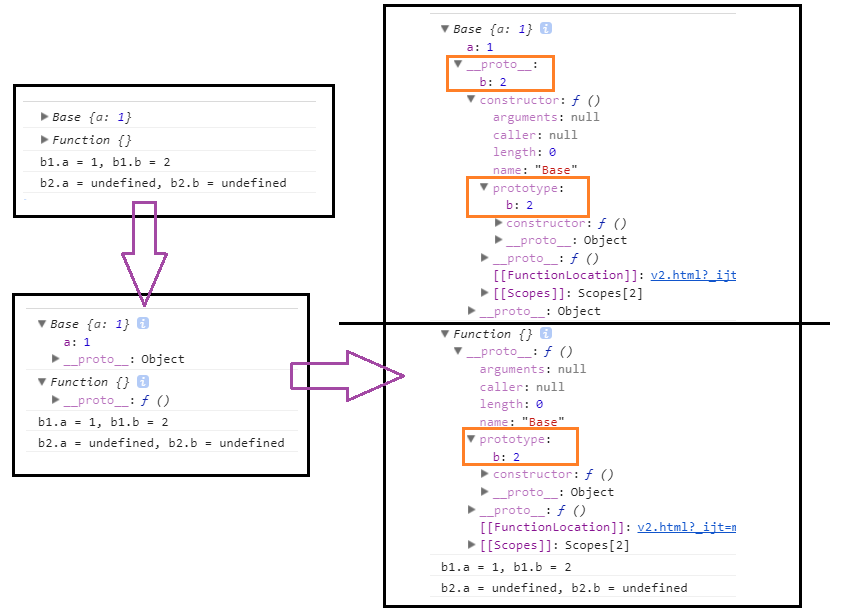 ▶ Base {a: 1}
▶ Function {}
b1.a = 1, b1.b = 2
b2.a = undefined, b2.b = undefined
▼ Base {a: 1} i
a: 1
▶ __proto__: Object
▼ Function {} i
▶ __proto__: ƒ ()
b1.a = 1, b1.b = 2
b2.a = undefined, b2.b = undefined
▼ Base {a: 1} i
a: 1
▼ __proto__:
b: 2
▼ constructor: ƒ ()
arguments: null
caller: null
length: 0
name: "Base"
▼ prototype:
b: 2
▶ constructor: ƒ ()
▶ __proto__: Object
▶ __proto__: ƒ ()
[[FunctionLocation]]: v2.html?_ijt
▶ [[Scopes]]: Scopes[2]
▶ __proto__: Object
▼ Function {} i
▼ __proto__: ƒ ()
arguments: null
caller: null
length: 0
name: "Base"
▼ prototype:
b: 2
▶ constructor: ƒ ()
▶ __proto__: Object
▶ __proto__: ƒ ()
[[FunctionLocation]]: v2.html?_ijt=
▶ [[Scopes]]: Scopes[2]
b1.a = 1, b1.b = 2
b2.a = undefined, b2.b = undefined